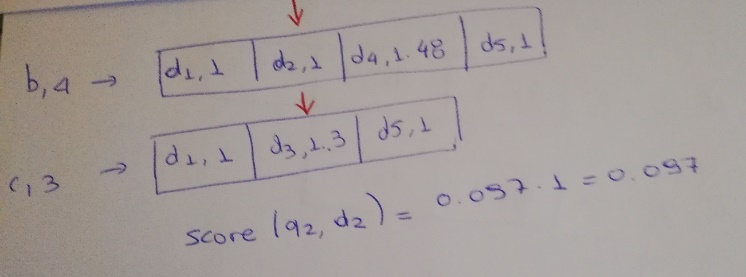 b,4 → d1,1 | d2,1 | d4,1.48 | d5,1
c,3 → d1,1 | d3,1.3 | d5,1
score (q2, d2) = 0.097 · 1 = 0.097